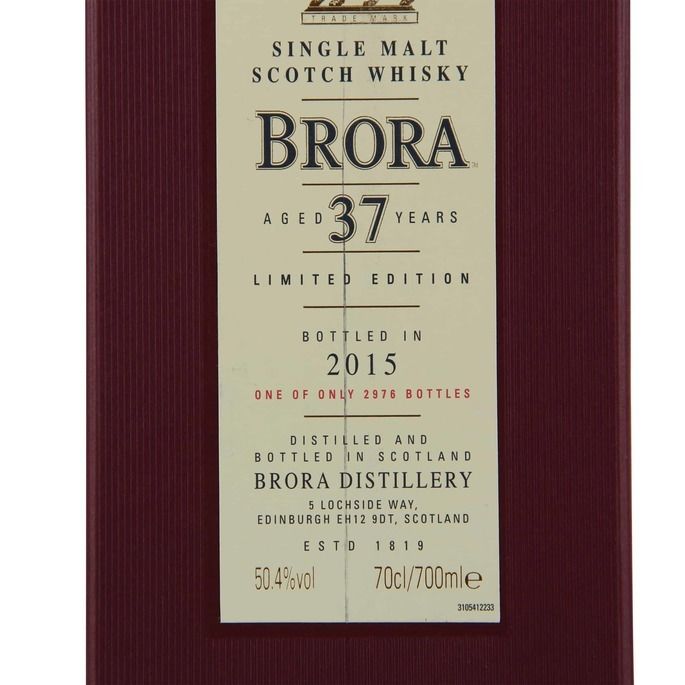 TRADE MARK
SINGLE MALT
SCOTCH WHISKY
BRORA
AGED 37 YEARS
LIMITED EDITION
BOTTLED IN
2015
ONE OF ONLY 2976 BOTTLES
DISTILLED AND
BOTTLED IN SCOTLAND
BRORA DISTILLERY
5 LOCHSIDE WAY,
EDINBURGH EH12 9DT, SCOTLAND
ESTD 1819
50.4%vol 70cl/700ml℮
3105412233